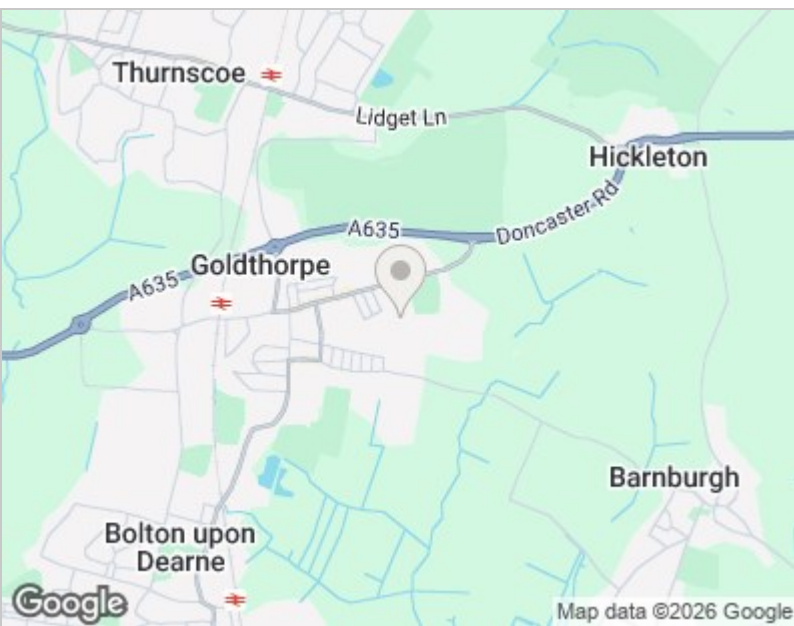 Thurnscoe
Lidget Ln
Hickleton
A635
Doncaster Rd
Goldthorpe
A635
Barnburgh
Bolton upon
Dearne
Google
Map data ©2026 Google